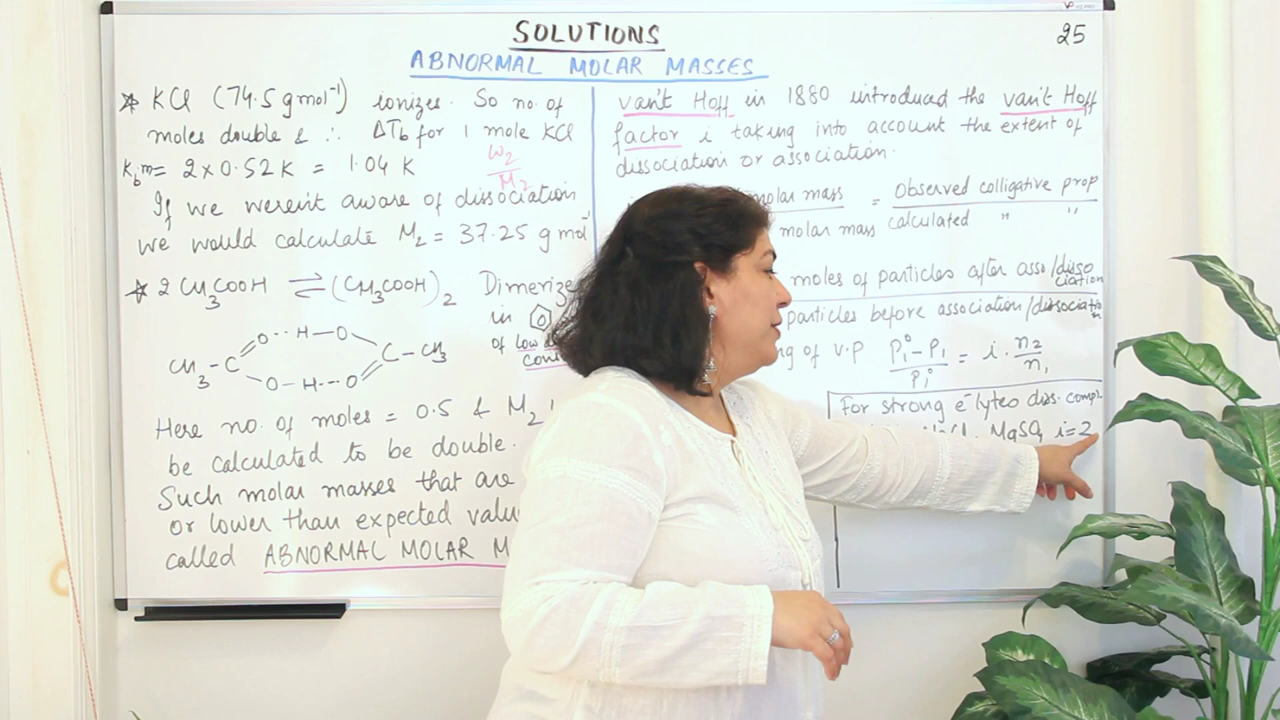 SOLUTIONS
25
ABNORMAL MOLAR MASSES
* KCl (74.5 g mol⁻¹) ionizes. So no. of
moles double & ∴ ΔTb for 1 mole KCl
Kbm = 2 x 0.52 K = 1.04 K
w₂/M₂
If we weren't aware of dissociation
we would calculate M₂ = 37.25 g mol⁻¹
* 2 CH₃COOH ⇌ (CH₃COOH)₂ Dimerize
in
of low
CH₃-C O··H-O C-CH₃
O-H··O
Here no. of moles = 0.5 & M₂
be calculated to be double.
Such molar masses that are
or lower than expected
called ABNORMAL MOLAR M
van't Hoff in 1880 introduced the van't Hoff
factor i taking into account the extent of
dissociation or association.
molar mass = Observed colligative prop
molar mass calculated " "
moles of particles after asso/disso
ciation
particles before association/dissociation
of V.P (P₁⁰ - P₁)/P₁⁰ = i · n₂/n₁
For strong e⁻lytes diss. compl.
MgSO₄ i=2